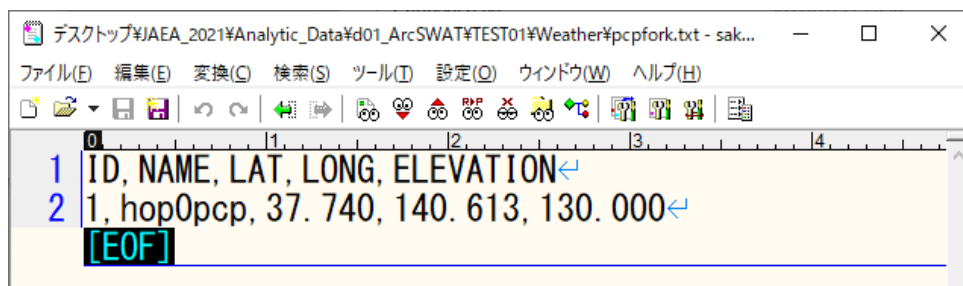 デスクトップ¥JAEA_2021¥Analytic_Data¥d01_ArcSWAT¥TEST01¥Weather¥pcpfork.txt - sak...
ファイル(F) 編集(E) 変換(C) 検索(S) ツール(T) 設定(O) ウィンドウ(W) ヘルプ(H)
0 1 2 3 4
1 ID,NAME,LAT,LONG,ELEVATION↵
2 1,hop0pcp,37.740,140.613,130.000↵
[EOF]